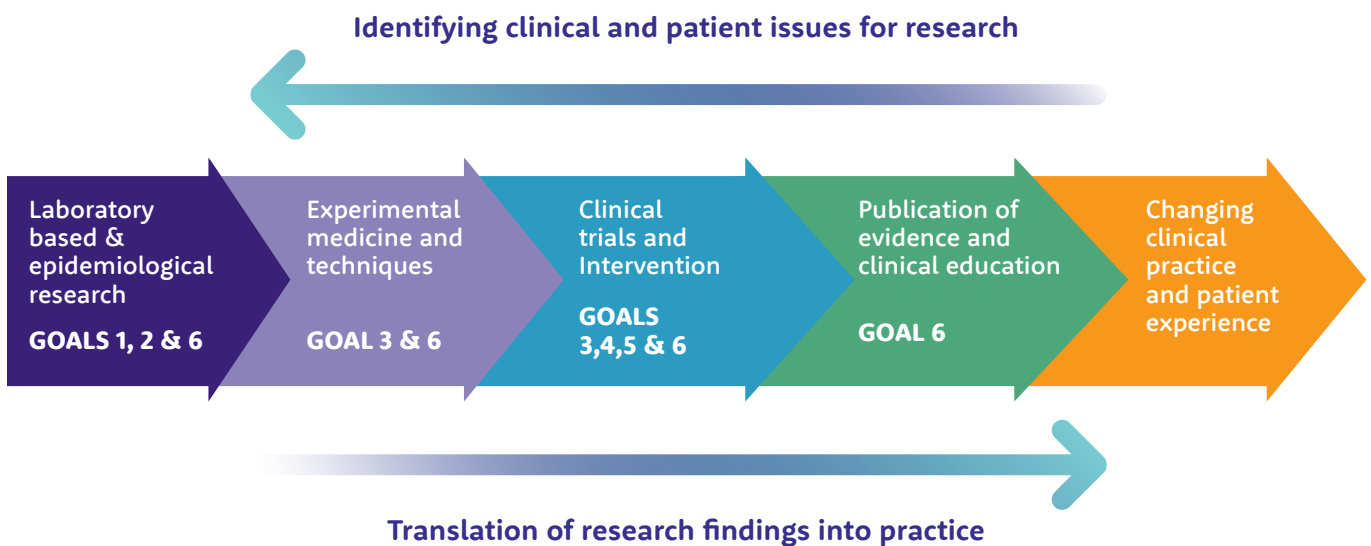 Identifying clinical and patient issues for research
Laboratory
based &
epidemiological
research
GOALS 1, 2 & 6
Experimental
medicine and
techniques
GOAL 3 & 6
Clinical
trials and
Intervention
GOALS
3,4,5 & 6
Publication of
evidence and
clinical education
GOAL 6
Changing
clinical
practice
and patient
experience
Translation of research findings into practice